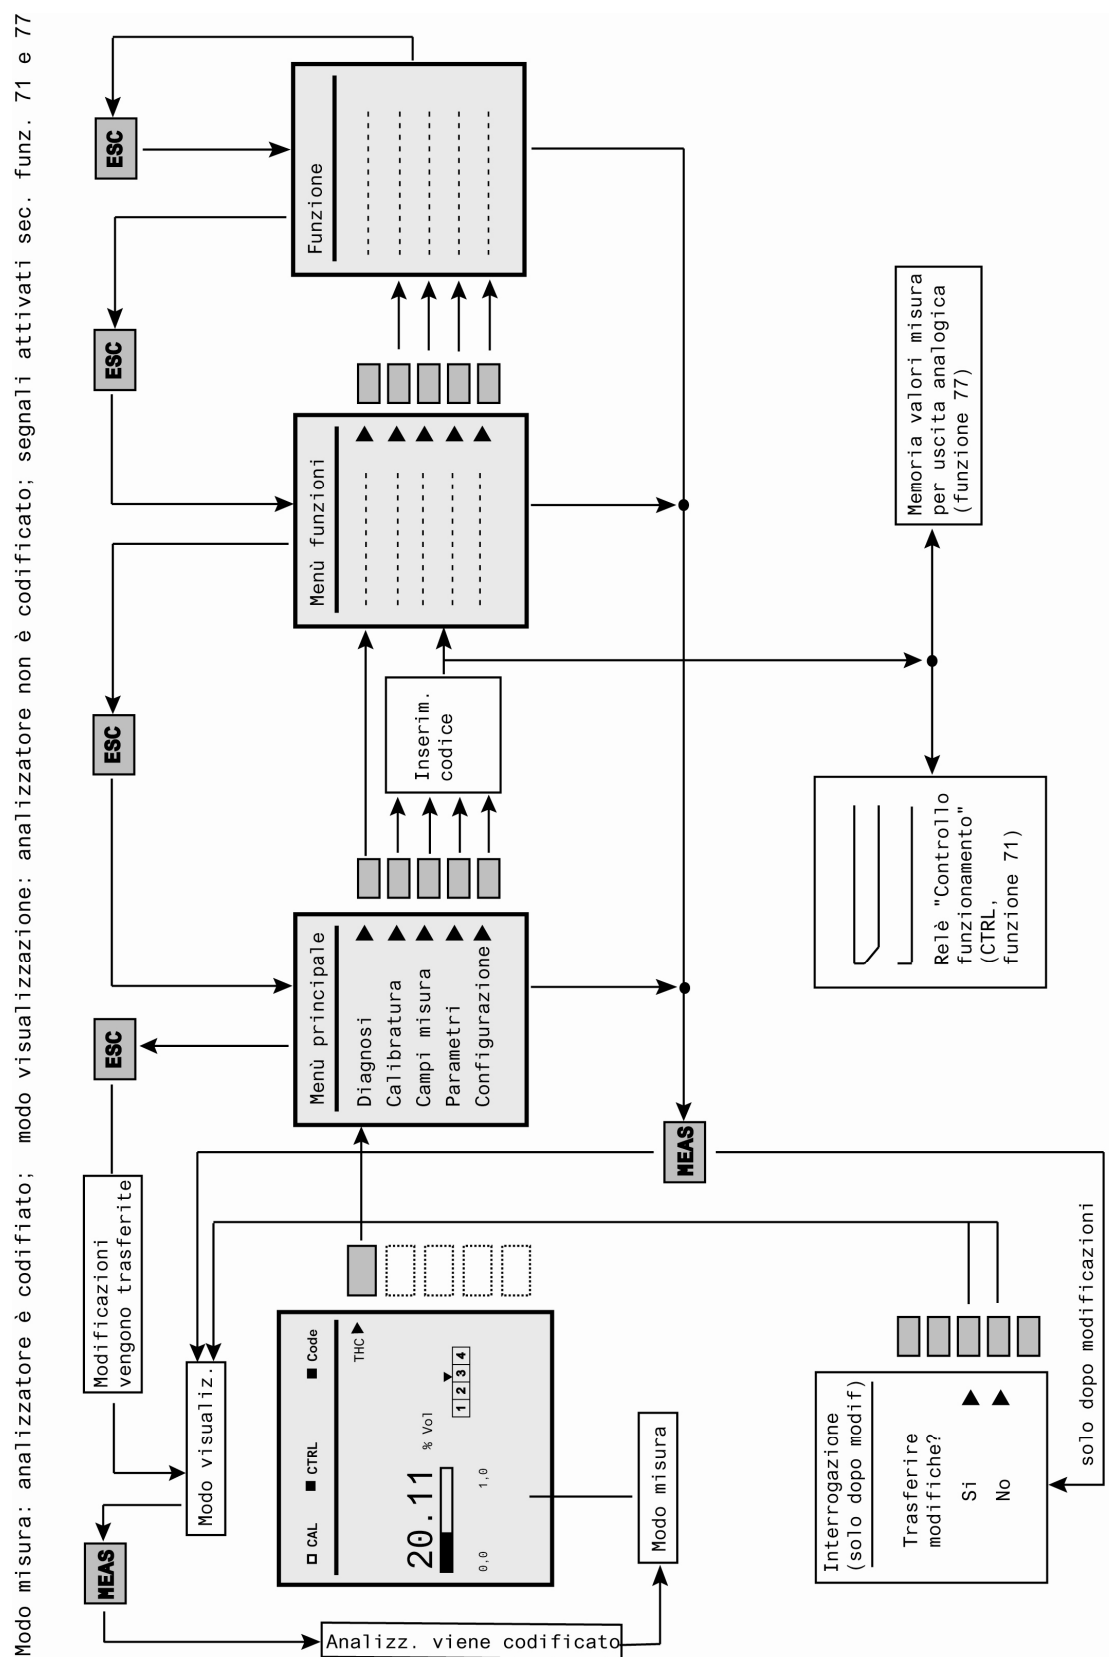 Modo misura: analizzatore è codifiato;  modo visualizzazione: analizzatore non è codificato; segnali attivati sec. funz. 71 e 77
MEAS
Modificazioni
vengono trasferite
ESC
ESC
ESC
ESC
Modo visualiz.
Analizz. viene codificato
CAL
CTRL
Code
THC
20.11
% Vol
1 2 3 4
0,0
1,0
Modo misura
Menù principale
Diagnosi
Calibratura
Campi misura
Parametri
Configurazione
Inserim.
codice
Menù funzioni
Funzione
MEAS
Interrogazione
(solo dopo modif)
Trasferire
modifiche?
Si
No
solo dopo modificazioni
Relè "Controllo
funzionamento"
(CTRL,
funzione 71)
Memoria valori misura
per uscita analogica
(funzione 77)